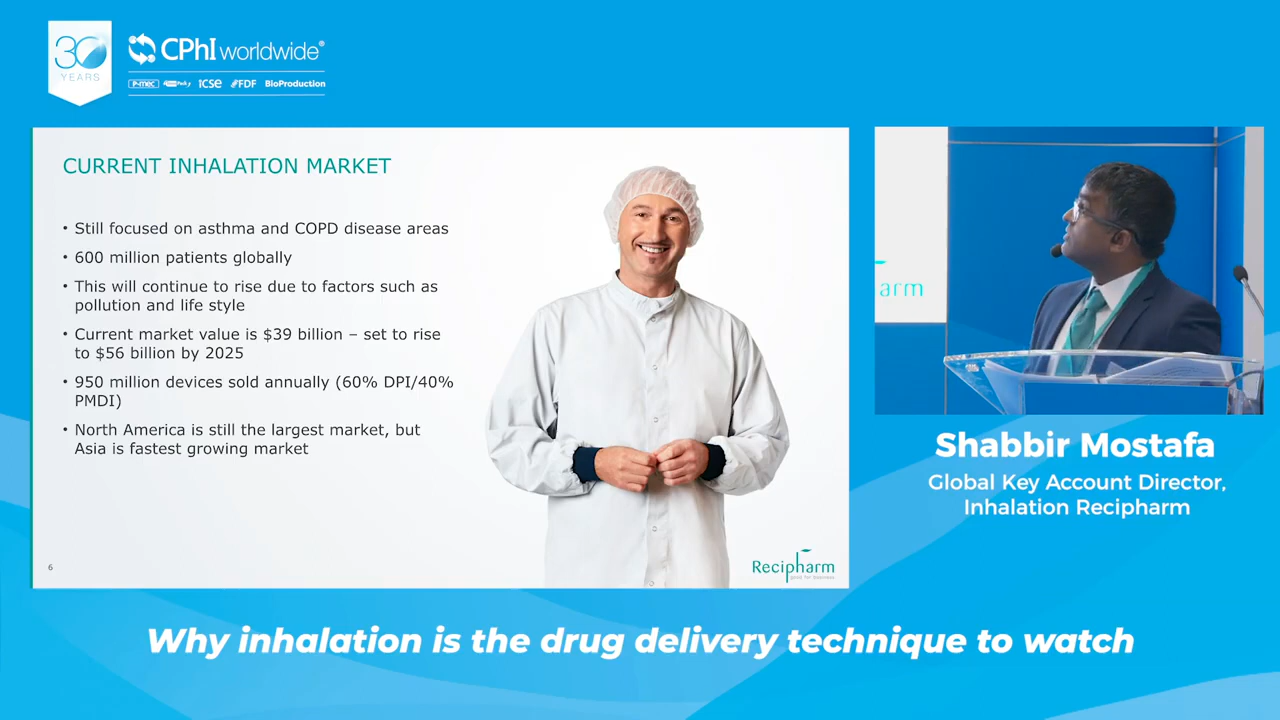 30
YEARS
CPhI worldwide®
P-MEC
iCSE
FDF
BioProduction
CURRENT INHALATION MARKET
• Still focused on asthma and COPD disease areas
• 600 million patients globally
• This will continue to rise due to factors such as
pollution and life style
• Current market value is $39 billion – set to rise
to $56 billion by 2025
• 950 million devices sold annually (60% DPI/40%
PMDI)
• North America is still the largest market, but
Asia is fastest growing market
6
Recipharm
good for business
arm
Shabbir Mostafa
Global Key Account Director,
Inhalation Recipharm
Why inhalation is the drug delivery technique to watch